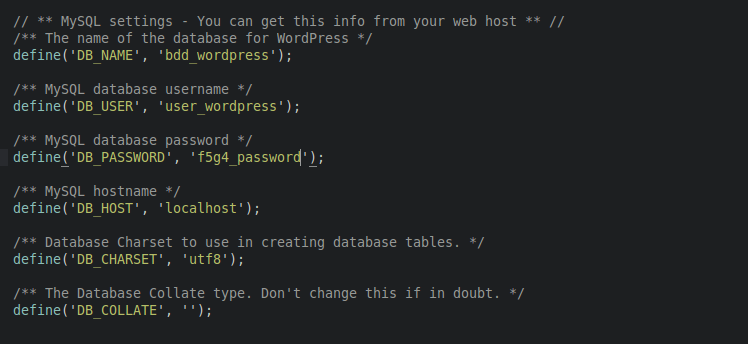 // ** MySQL settings - You can get this info from your web host ** //
/** The name of the database for WordPress */
define('DB_NAME', 'bdd_wordpress');
/** MySQL database username */
define('DB_USER', 'user_wordpress');
/** MySQL database password */
define('DB_PASSWORD', 'f5g4_password');
/** MySQL hostname */
define('DB_HOST', 'localhost');
/** Database Charset to use in creating database tables. */
define('DB_CHARSET', 'utf8');
/** The Database Collate type. Don't change this if in doubt. */
define('DB_COLLATE', '');